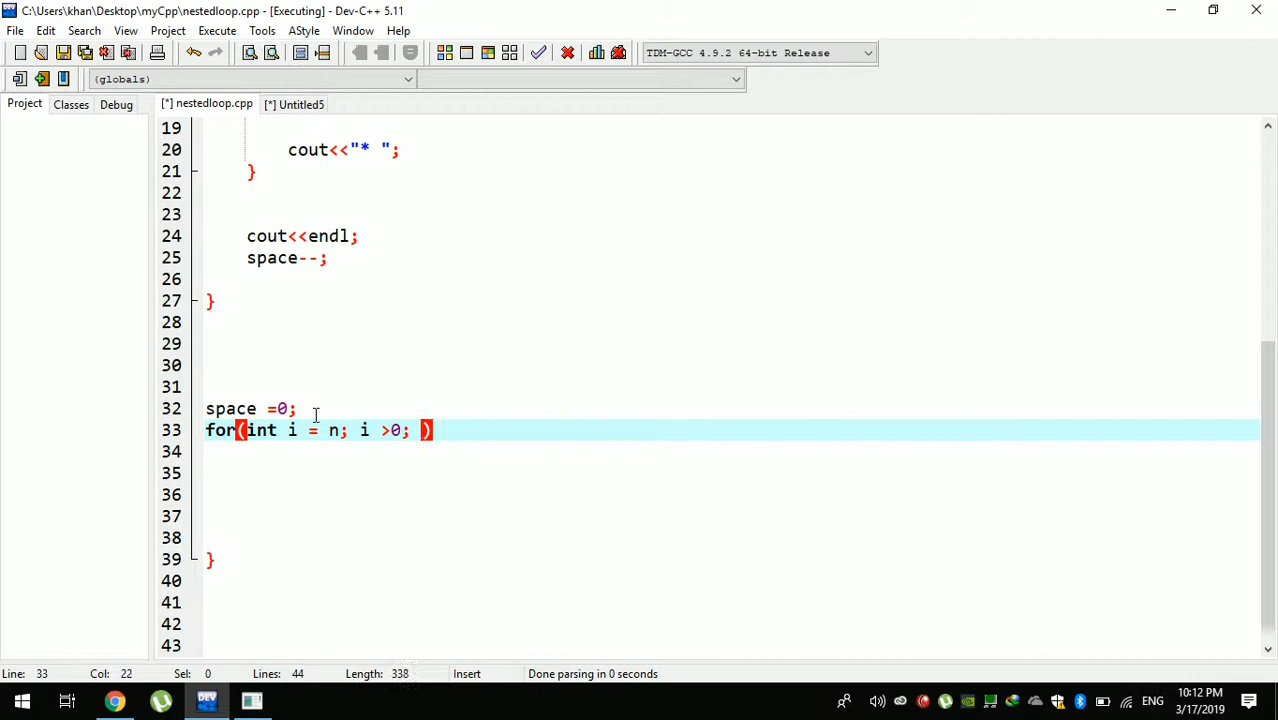 C:\Users\khan\Desktop\myCpp\nestedloop.cpp - [Executing] - Dev-C++ 5.11
File Edit Search View Project Execute Tools AStyle Window Help
TDM-GCC 4.9.2 64-bit Release
(globals)
Project Classes Debug [*] nestedloop.cpp [*] Untitled5
19
20 cout<<"* ";
21 }
22
23
24 cout<<endl;
25 space--;
26
27 }
28
29
30
31
32 space =0;
33 for(int i = n; i >0; )
34
35
36
37
38
39 }
40
41
42
43
Line: 33 Col: 22 Sel: 0 Lines: 44 Length: 338 Insert Done parsing in 0 seconds
ENG 10:12 PM
3/17/2019